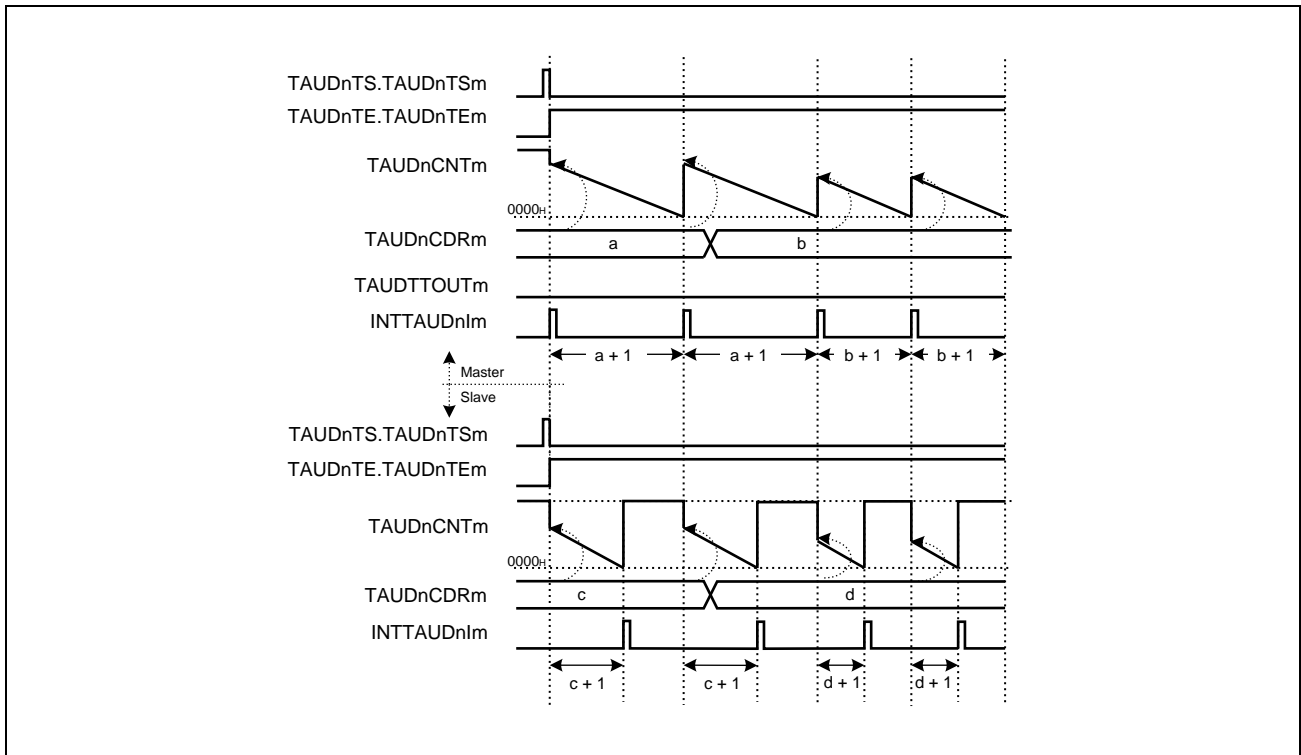 TAUDnTS.TAUDnTSm
TAUDnTE.TAUDnTEm
TAUDnCNTm
0000H
TAUDnCDRm
a
b
TAUDTTOUTm
INTTAUDnIm
a + 1
a + 1
b + 1
b + 1
Master
Slave
TAUDnTS.TAUDnTSm
TAUDnTE.TAUDnTEm
TAUDnCNTm
0000H
TAUDnCDRm
c
d
INTTAUDnIm
c + 1
c + 1
d + 1
d + 1